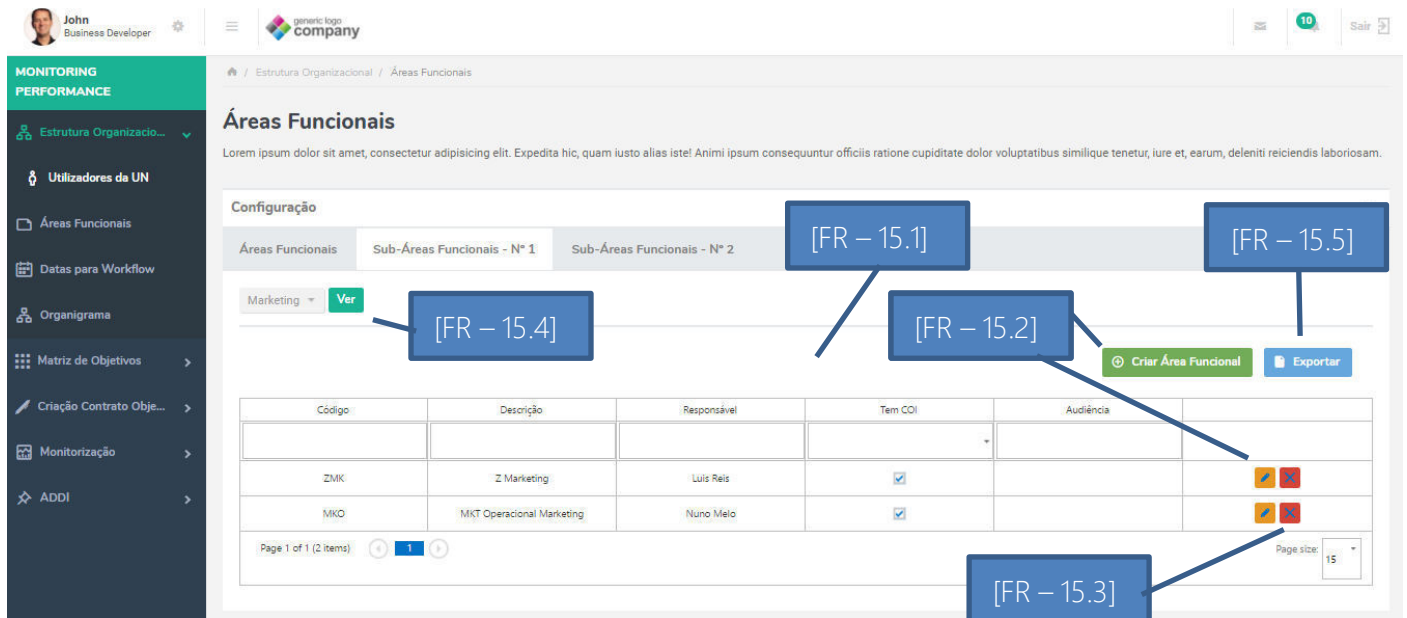 John
Business Developer
generic logo
company
10
Sair
MONITORING
PERFORMANCE
Estrutura Organizacio...
Utilizadores da UN
Áreas Funcionais
Datas para Workflow
Organigrama
Matriz de Objetivos
Criação Contrato Obje...
Monitorização
ADDI
/ Estrutura Organizacional / Áreas Funcionais
Áreas Funcionais
Lorem ipsum dolor sit amet, consectetur adipisicing elit. Expedita hic, quam iusto alias iste! Animi ipsum consequuntur officiis ratione cupiditate dolor voluptatibus similique tenetur, iure et, earum, deleniti reiciendis laboriosam.
Configuração
Áreas Funcionais Sub-Áreas Funcionais - Nº 1 Sub-Áreas Funcionais - Nº 2
[FR – 15.1]
[FR – 15.5]
Marketing Ver
[FR – 15.4]
[FR – 15.2]
Criar Área Funcional Exportar
Código Descrição Responsável Tem COI Audiência
ZMK Z Marketing Luis Reis
MKO MKT Operacional Marketing Nuno Melo
Page 1 of 1 (2 items) 1 Page size: 15
[FR – 15.3]